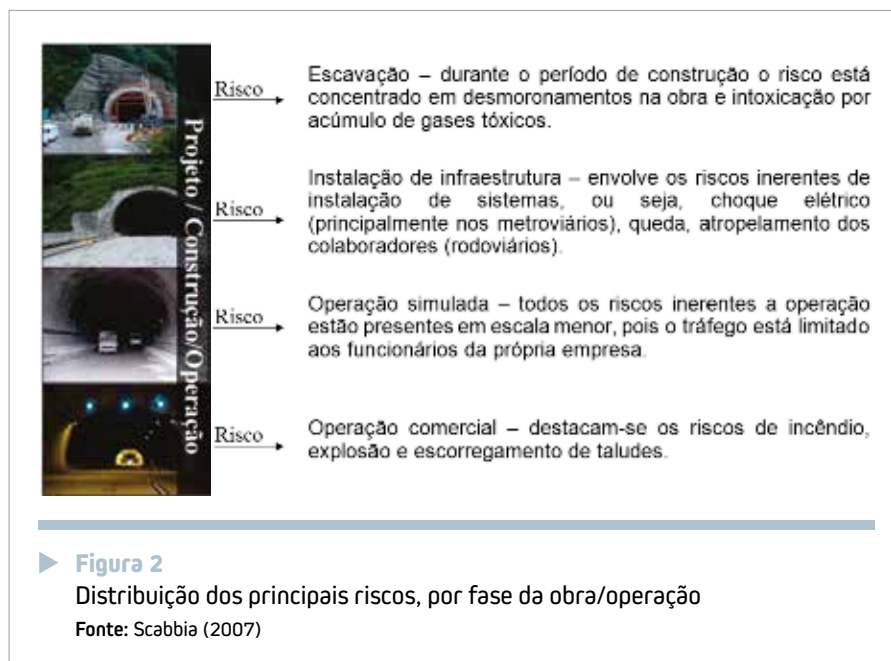 Projeto / Construção/Operação
Risco
Escavação – durante o período de construção o risco está
concentrado em desmoronamentos na obra e intoxicação por
acúmulo de gases tóxicos.
Risco
Instalação de infraestrutura – envolve os riscos inerentes de
instalação de sistemas, ou seja, choque elétrico
(principalmente nos metroviários), queda, atropelamento dos
colaboradores (rodoviários).
Risco
Operação simulada – todos os riscos inerentes a operação
estão presentes em escala menor, pois o tráfego está limitado
aos funcionários da própria empresa.
Risco
Operação comercial – destacam-se os riscos de incêndio,
explosão e escorregamento de taludes.
Figura 2
Distribuição dos principais riscos, por fase da obra/operação
Fonte: Scabbia (2007)